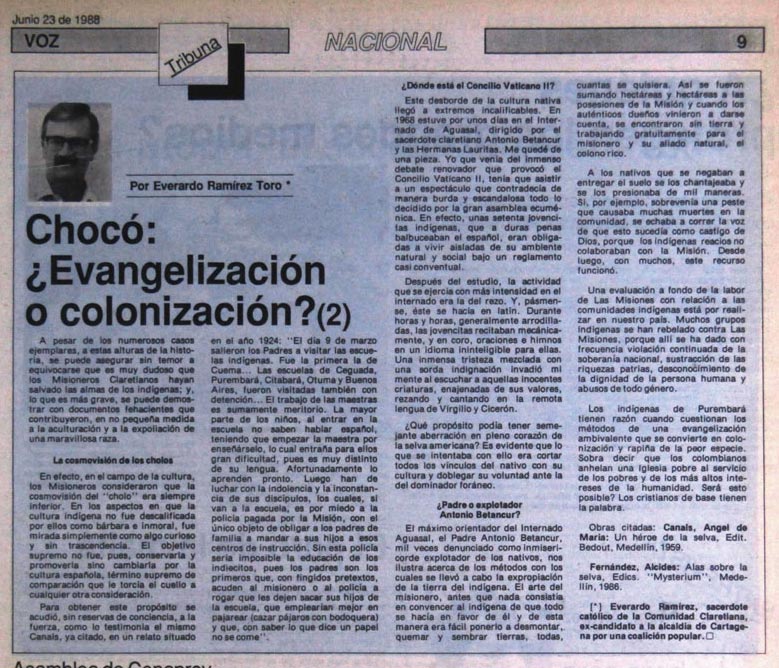 Junio 23 de 1988
VOZ
Tribuna
NACIONAL
9
Por Everardo Ramírez Toro *
Chocó:
¿Evangelización
o colonización?(2)
A pesar de los numerosos casos
ejemplares, a estas alturas de la histo-
ria, se puede asegurar sin temor a
equivocarse que es muy dudoso que
los Misioneros Claretianos hayan
salvado las almas de los indígenas; y,
lo que es más grave, se puede demos-
trar con documentos fehacientes que
contribuyeron, en no pequeña medida
a la aculturación y a la expoliación de
una maravillosa raza.
La cosmovisión de los cholos
En efecto, en el campo de la cultura,
los Misioneros consideraron que la
cosmovisión del "cholo" era siempre
inferior. En los aspectos en que la
cultura indígena no fue descalificada
por ellos como bárbara e inmoral, fue
mirada simplemente como algo curioso
y sin trascendencia. El objetivo
supremo no fue, pues, conservarla y
promoverla sino cambiarla por la
cultura española, término supremo de
comparación que le torcía el cuello a
cualquier otra consideración.
Para obtener este propósito se
acudió, sin reservas de conciencia, a la
fuerza, como lo testimonia el mismo
Canals, ya citado, en un relato situado
en el año 1924: "El día 9 de marzo
salieron los Padres a visitar las escue-
las indígenas. Fue la primera la de
Cuema... Las escuelas de Ceguada,
Purembará, Citabará, Otuma y Buenos
Aires, fueron visitadas también con
detención... El trabajo de las maestras
es sumamente meritorio. La mayor
parte de los niños, al entrar en la
escuela no saben hablar español,
teniendo que empezar la maestra por
enseñárselo, lo cual entraña para ellos
gran dificultad, pues es muy distinto
de su lengua. Afortunadamente lo
aprenden pronto. Luego han de
luchar con la indolencia y la inconstan-
cia de sus discípulos, los cuales, si
van a la escuela, es por miedo a la
policía pagada por la Misión, con el
único objeto de obligar a los padres de
familia a mandar a sus hijos a esos
centros de instrucción. Sin esta policía
sería imposible la educación de los
indiecitos, pues los padres son los
primeros que, con fingidos pretextos,
acuden al misionero o al policía a
rogar que les dejen sacar sus hijos de
la escuela, que emplearían mejor en
pajarear (cazar pájaros con bodoquera)
y que, con saber lo que dice un papel
no se come".
¿Dónde está el Concilio Vaticano II?
Este desborde de la cultura nativa
llegó a extremos incalificables. En
1968 estuve por unos días en el Inter-
nado de Aguasal, dirigido por el
sacerdote claretiano Antonio Betancur
y las Hermanas Lauritas. Me quedé de
una pieza. Yo que venía del inmenso
debate renovador que provocó el
Concilio Vaticano II, tenía que asistir
a un espectáculo que contradecía de
manera burda y escandalosa todo lo
decidido por la gran asamblea ecumé-
nica. En efecto, unas setenta jovenci-
tas indígenas, que a duras penas
balbuceaban el español, eran obliga-
das a vivir aisladas de su ambiente
natural y social bajo un reglamento
casi conventual.
Después del estudio, la actividad
que se ejercía con más intensidad en el
internado era la del rezo. Y, pásmen-
se, éste se hacía en latín. Durante
horas y horas, generalmente arrodilla-
das, las jovencitas recitaban mecánica-
mente, y en coro, oraciones e himnos
en un idioma ininteligible para ellas.
Una inmensa tristeza mezclada con
una sorda indignación invadió mi
mente al escuchar a aquellas inocentes
criaturas, enajenadas de sus valores,
rezando y cantando en la remota
lengua de Virgilio y Cicerón.
¿Qué propósito podía tener seme-
jante aberración en pleno corazón de
la selva americana? Es evidente que lo
que se intentaba con ello era cortar
todos los vínculos del nativo con su
cultura y doblegar su voluntad ante la
del dominador foráneo.
¿Padre o explotador
Antonio Betancur?
El máximo orientador del Internado
Aguasal, el Padre Antonio Betancur,
mil veces denunciado como inmiseri-
corde explotador de los nativos, nos
ilustra acerca de los métodos con los
cuales se llevó a cabo la expropiación
de la tierra del indígena. El arte del
misionero, antes que nada consistía
en convencer al indígena de que todo
se hacía en favor de él y de esta
manera era fácil ponerlo a desmontar,
quemar y sembrar tierras, todas,
cuantas se quisiera. Así se fueron
sumando hectáreas y hectáreas a las
posesiones de la Misión y cuando los
auténticos dueños vinieron a darse
cuenta, se encontraron sin tierra y
trabajando gratuitamente para el
misionero y su aliado natural, el
colono rico.
A los nativos que se negaban a
entregar el suelo se los chantajeaba y
se los presionaba de mil maneras.
Si, por ejemplo, sobrevenía una peste
que causaba muchas muertes en la
comunidad, se echaba a correr la voz
de que esto sucedía como castigo de
Dios, porque los indígenas reacios no
colaboraban con la Misión. Desde
luego, con muchos, este recurso
funcionó.
Una evaluación a fondo de la labor
de Las Misiones con relación a las
comunidades indígenas está por reali-
zar en nuestro país. Muchos grupos
indígenas se han rebelado contra Las
Misiones, porque allí se ha dado con
frecuencia violación continuada de la
soberanía nacional, sustracción de las
riquezas patrias, desconocimiento de
la dignidad de la persona humana y
abusos de todo género.
Los indígenas de Purembará
tienen razón cuando cuestionan los
métodos de una evangelización
ambivalente que se convierte en colo-
nización y rapiña de la peor especie.
Sobra decir que los colombianos
anhelan una Iglesia pobre al servicio
de los pobres y de los más altos inte-
reses de la humanidad. Será esto
posible? Los cristianos de base tienen
la palabra.
Obras citadas: Canals, Angel de
María: Un héroe de la selva, Edit.
Bedout, Medellín, 1959.
Fernández, Alcides: Alas sobre la
selva, Edics. "Mysterium", Mede-
llín, 1986.
[*] Everardo Ramírez, sacerdote
católico de la Comunidad Claretiana,
ex-candidato a la alcaldía de Cartage-
na por una coalición popular.